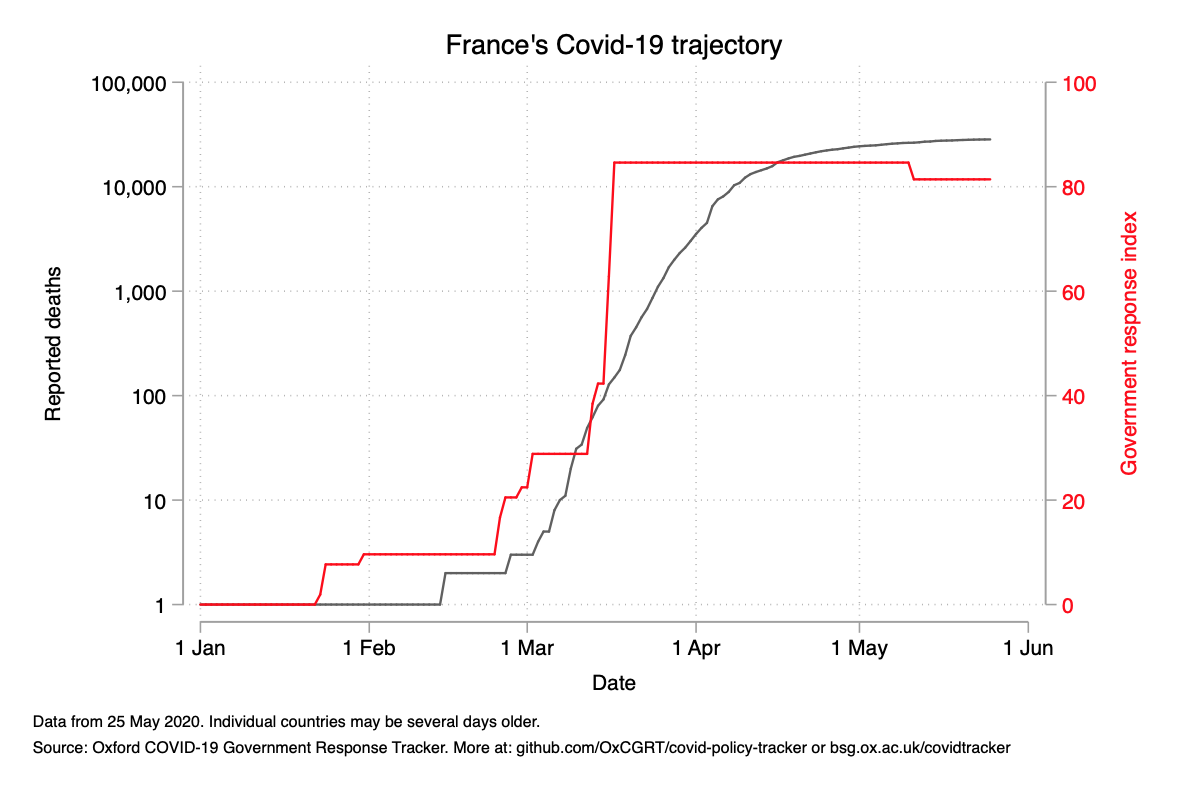 France's Covid-19 trajectory
100,000
10,000
1,000
100
10
1
Reported deaths
100
80
60
40
20
0
Government response index
1 Jan
1 Feb
1 Mar
1 Apr
1 May
1 Jun
Date
Data from 25 May 2020. Individual countries may be several days older.
Source: Oxford COVID-19 Government Response Tracker. More at: github.com/OxCGRT/covid-policy-tracker or bsg.ox.ac.uk/covidtracker